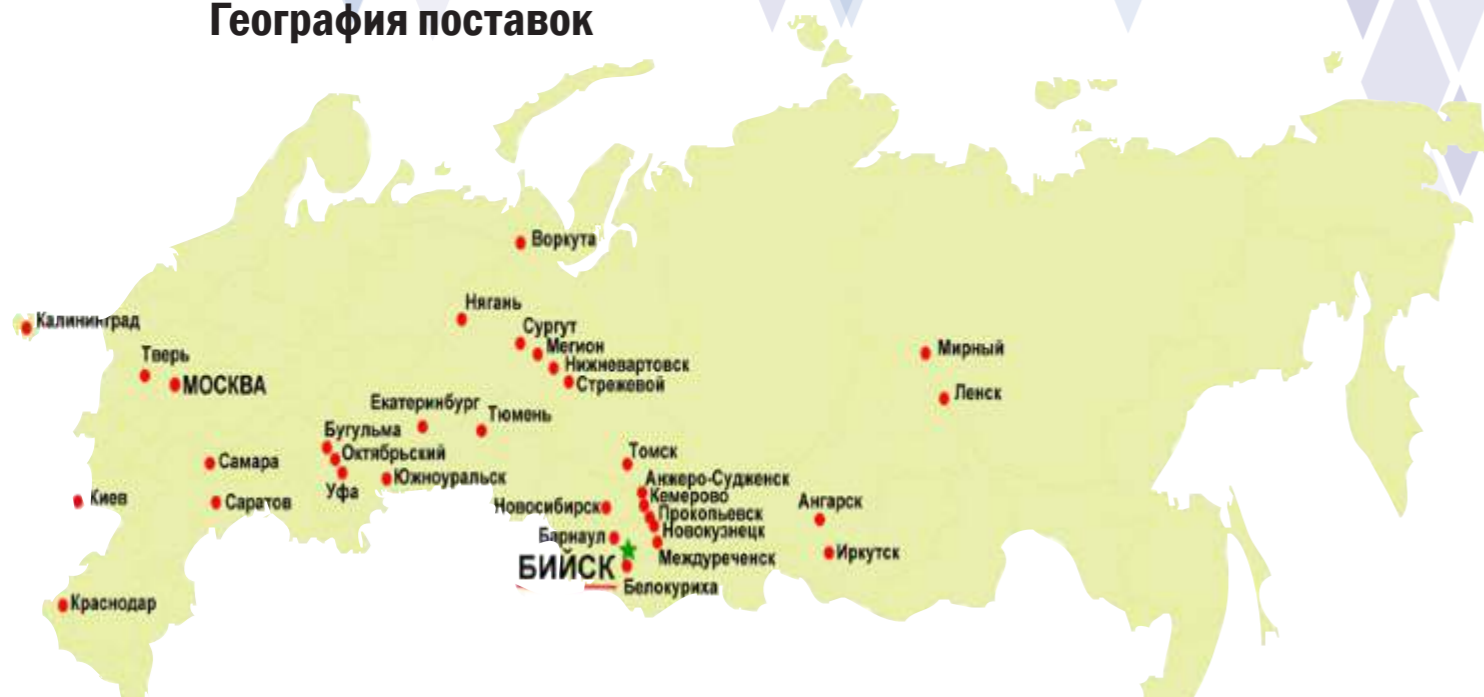 География поставок
Воркута
Нягань
Калининград
Сургут
Мегион
Мирный
Тверь
Нижневартовск
МОСКВА
Стрежевой
Ленск
Екатеринбург
Тюмень
Бугульма
Октябрьский
Томск
Самара
Южноуральск
Анжеро-Судженск
Уфа
Кемерово
Киев
Саратов
Новосибирск
Ангарск
Прокопьевск
Новокузнецк
Барнаул
Междуреченск
Иркутск
БИЙСК
Белокуриха
Краснодар